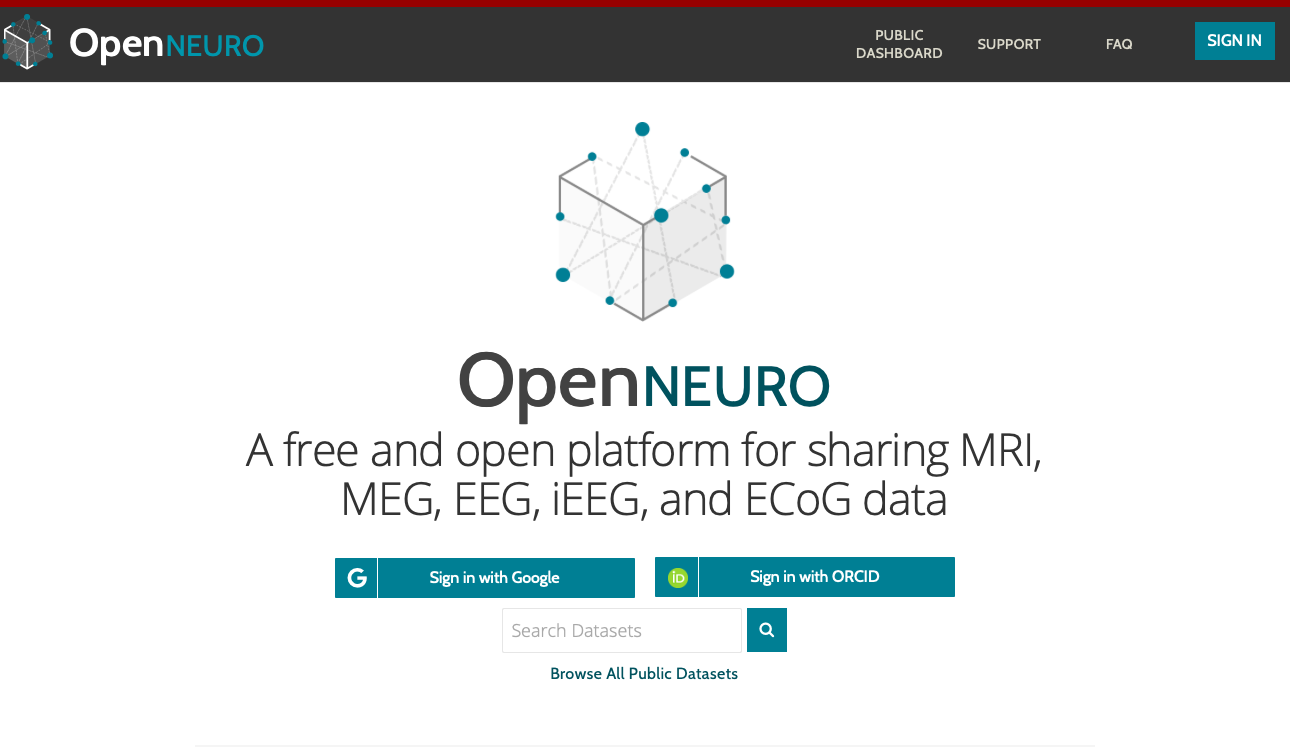 OpenNEURO
PUBLIC
DASHBOARD
SUPPORT
FAQ
SIGN IN
OpenNEURO
A free and open platform for sharing MRI,
MEG, EEG, iEEG, and ECoG data
G Sign in with Google
iD Sign in with ORCID
Search Datasets
Browse All Public Datasets